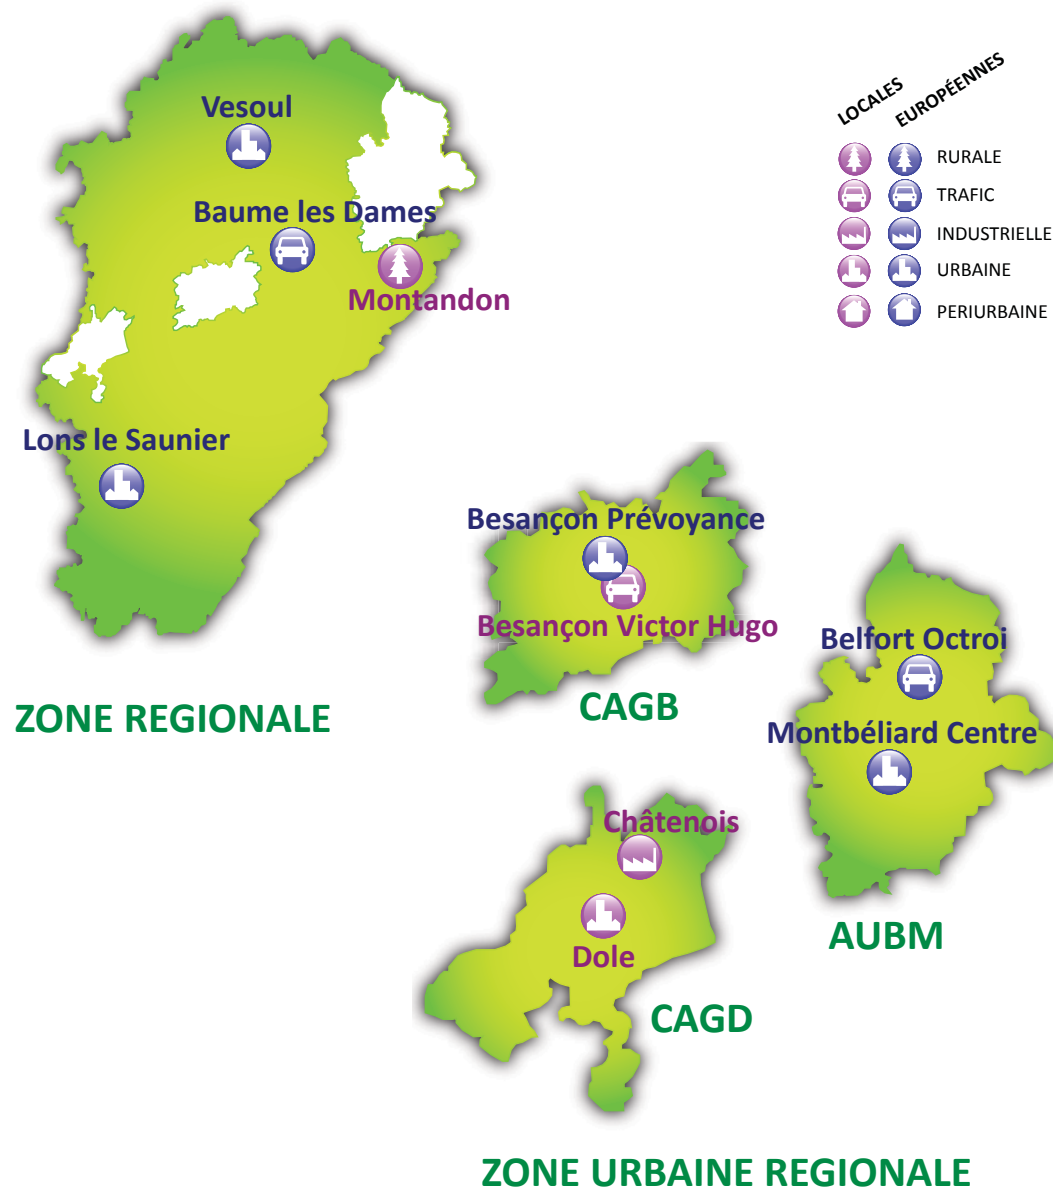 LOCALES
EUROPÉENNES
RURALE
TRAFIC
INDUSTRIELLE
URBAINE
PERIURBAINE
Vesoul
Baume les Dames
Montandon
Lons le Saunier
ZONE REGIONALE
Besançon Prévoyance
Besançon Victor Hugo
CAGB
Belfort Octroi
Montbéliard Centre
AUBM
Châtenois
Dole
CAGD
ZONE URBAINE REGIONALE